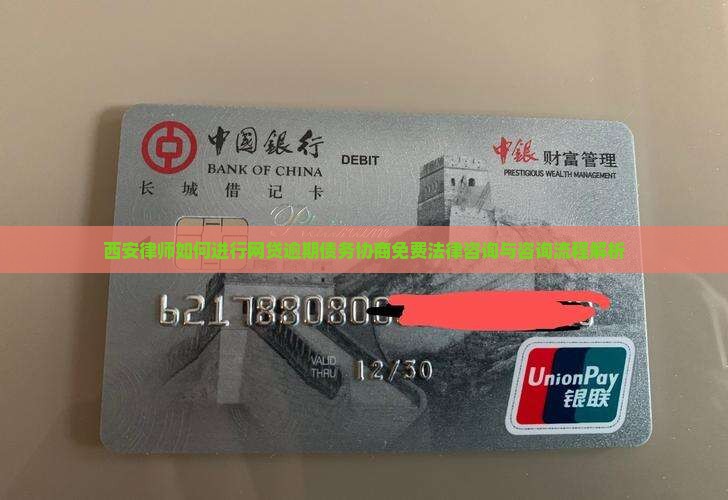 中国銀行
BANK OF CHINA
DEBIT
中銀 财富管理
PRESTIGIOUS WEALTH MANAGEMENT
长城借记卡
Platinum
西安律师如何进行网贷逾期债务协商免费法律咨询与咨询流程解析
621788080
VALID THRU 12/30
UnionPay
银联